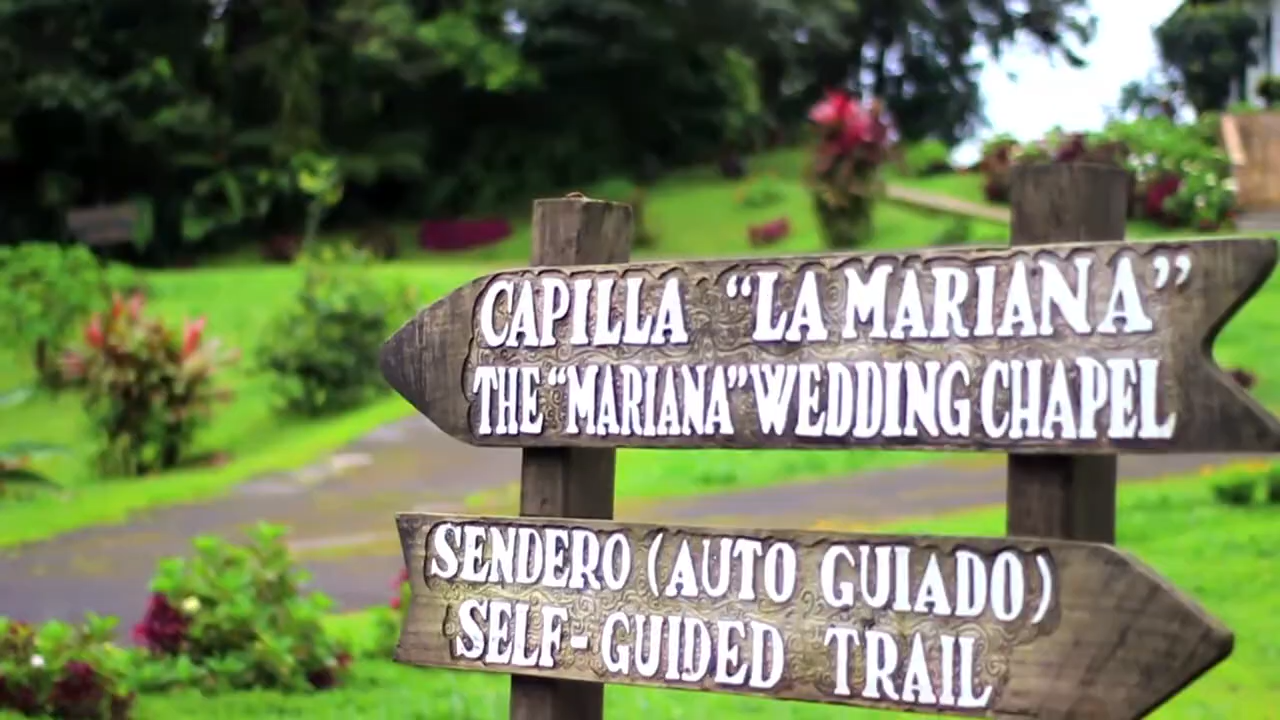 CAPILLA “LA MARIANA”
THE “MARIANA” WEDDING CHAPEL
SENDERO (AUTO GUIADO)
SELF-GUIDED TRAIL